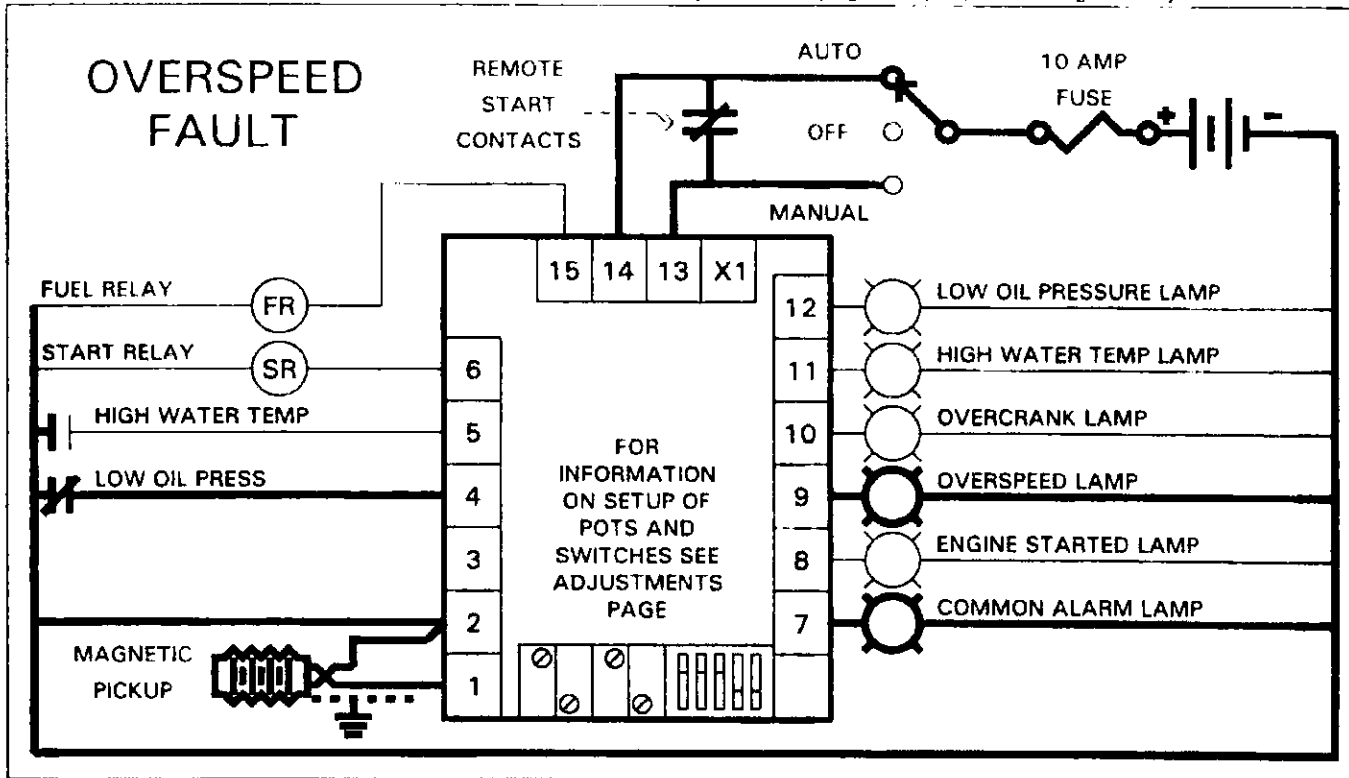 OVERSPEED
FAULT
REMOTE
START
CONTACTS
AUTO
OFF
MANUAL
10 AMP
FUSE
+
-
15 14 13 X1
FUEL RELAY
FR
START RELAY
SR
HIGH WATER TEMP
LOW OIL PRESS
MAGNETIC
PICKUP
6
5
4
3
2
1
FOR
INFORMATION
ON SETUP OF
POTS AND
SWITCHES SEE
ADJUSTMENTS
PAGE
12 LOW OIL PRESSURE LAMP
11 HIGH WATER TEMP LAMP
10 OVERCRANK LAMP
9 OVERSPEED LAMP
8 ENGINE STARTED LAMP
7 COMMON ALARM LAMP